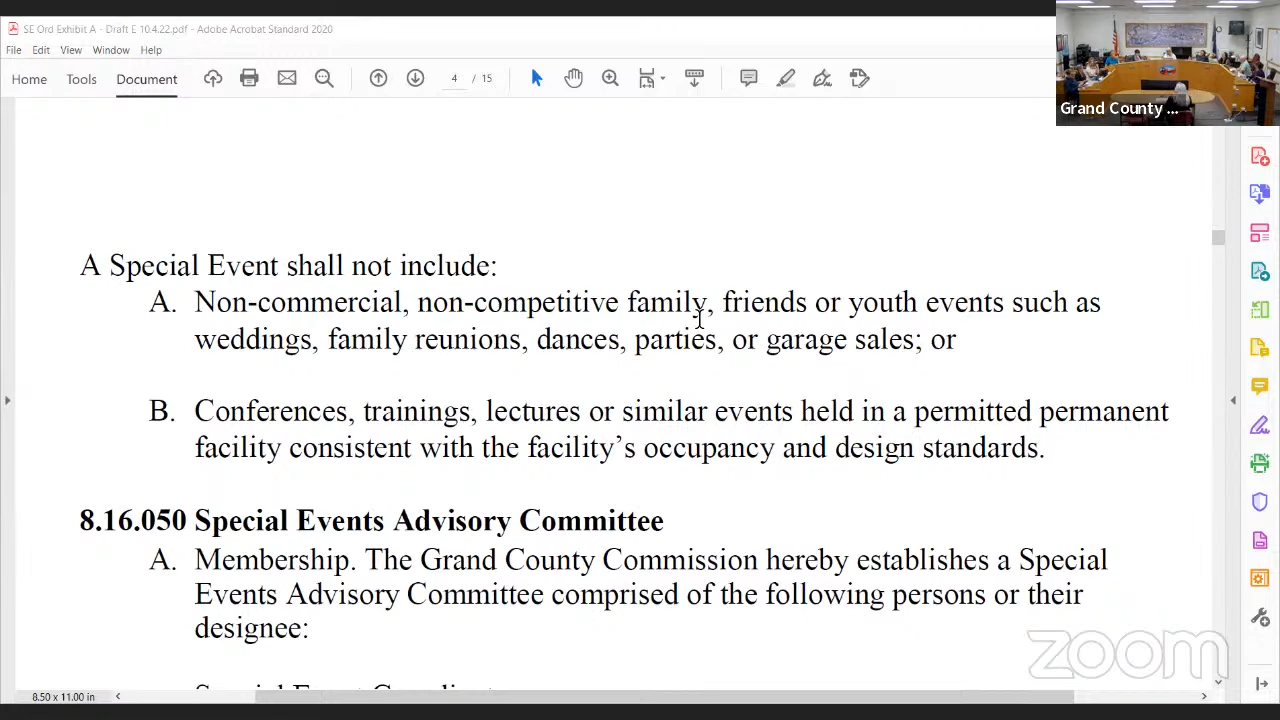 SE Ord Exhibit A - Draft E 10.4.22.pdf - Adobe Acrobat Standard 2020
File Edit View Window Help
Home Tools Document 4 / 15
Grand County ...
A Special Event shall not include:
A. Non-commercial, non-competitive family, friends or youth events such as
weddings, family reunions, dances, parties, or garage sales; or
B. Conferences, trainings, lectures or similar events held in a permitted permanent
facility consistent with the facility’s occupancy and design standards.
8.16.050 Special Events Advisory Committee
A. Membership. The Grand County Commission hereby establishes a Special
Events Advisory Committee comprised of the following persons or their
designee:
zoom
8.50 x 11.00 in